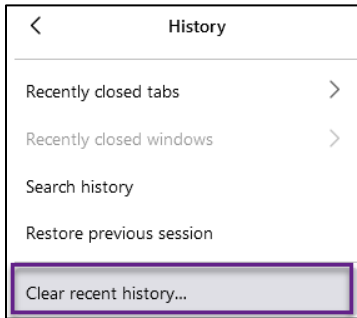 History
Recently closed tabs
Recently closed windows
Search history
Restore previous session
Clear recent history...